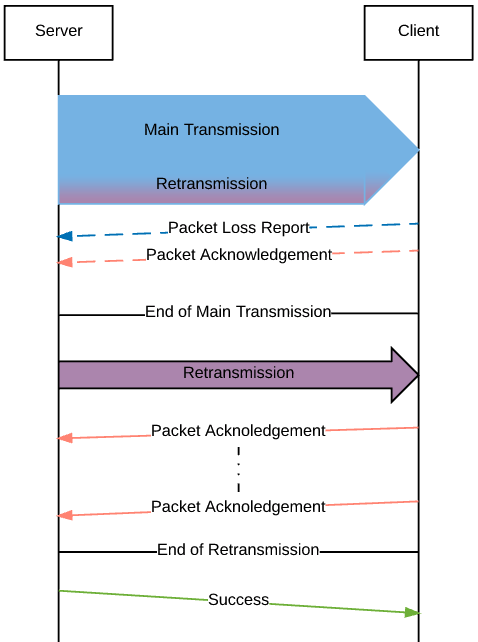 Server
Client
Main Transmission
Retransmission
Packet Loss Report
Packet Acknowledgement
End of Main Transmission
Retransmission
Packet Acknoledgement
Packet Acknoledgement
End of Retransmission
Success